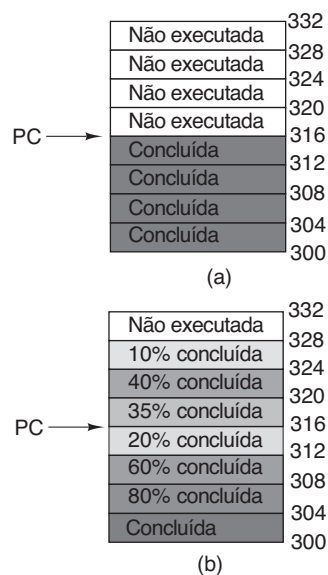 332
Não executada
328
Não executada
324
Não executada
320
Não executada
PC
316
Concluída
312
Concluída
308
Concluída
304
Concluída
300
(a)
332
Não executada
328
10% concluída
324
40% concluída
320
35% concluída
PC
316
20% concluída
312
60% concluída
308
80% concluída
304
Concluída
300
(b)